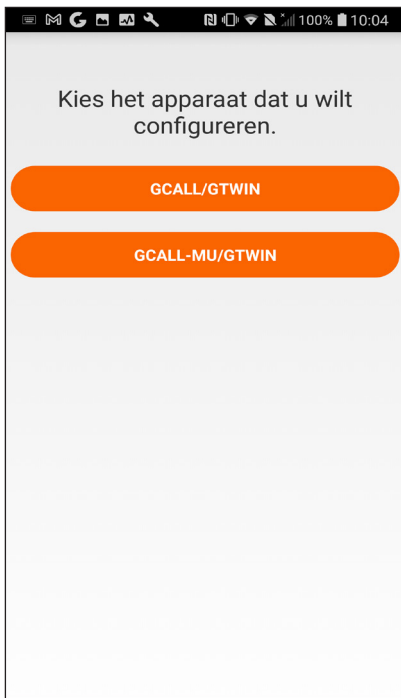 100% 10:04
Kies het apparaat dat u wilt
configureren.
GCALL/GTWIN
GCALL-MU/GTWIN